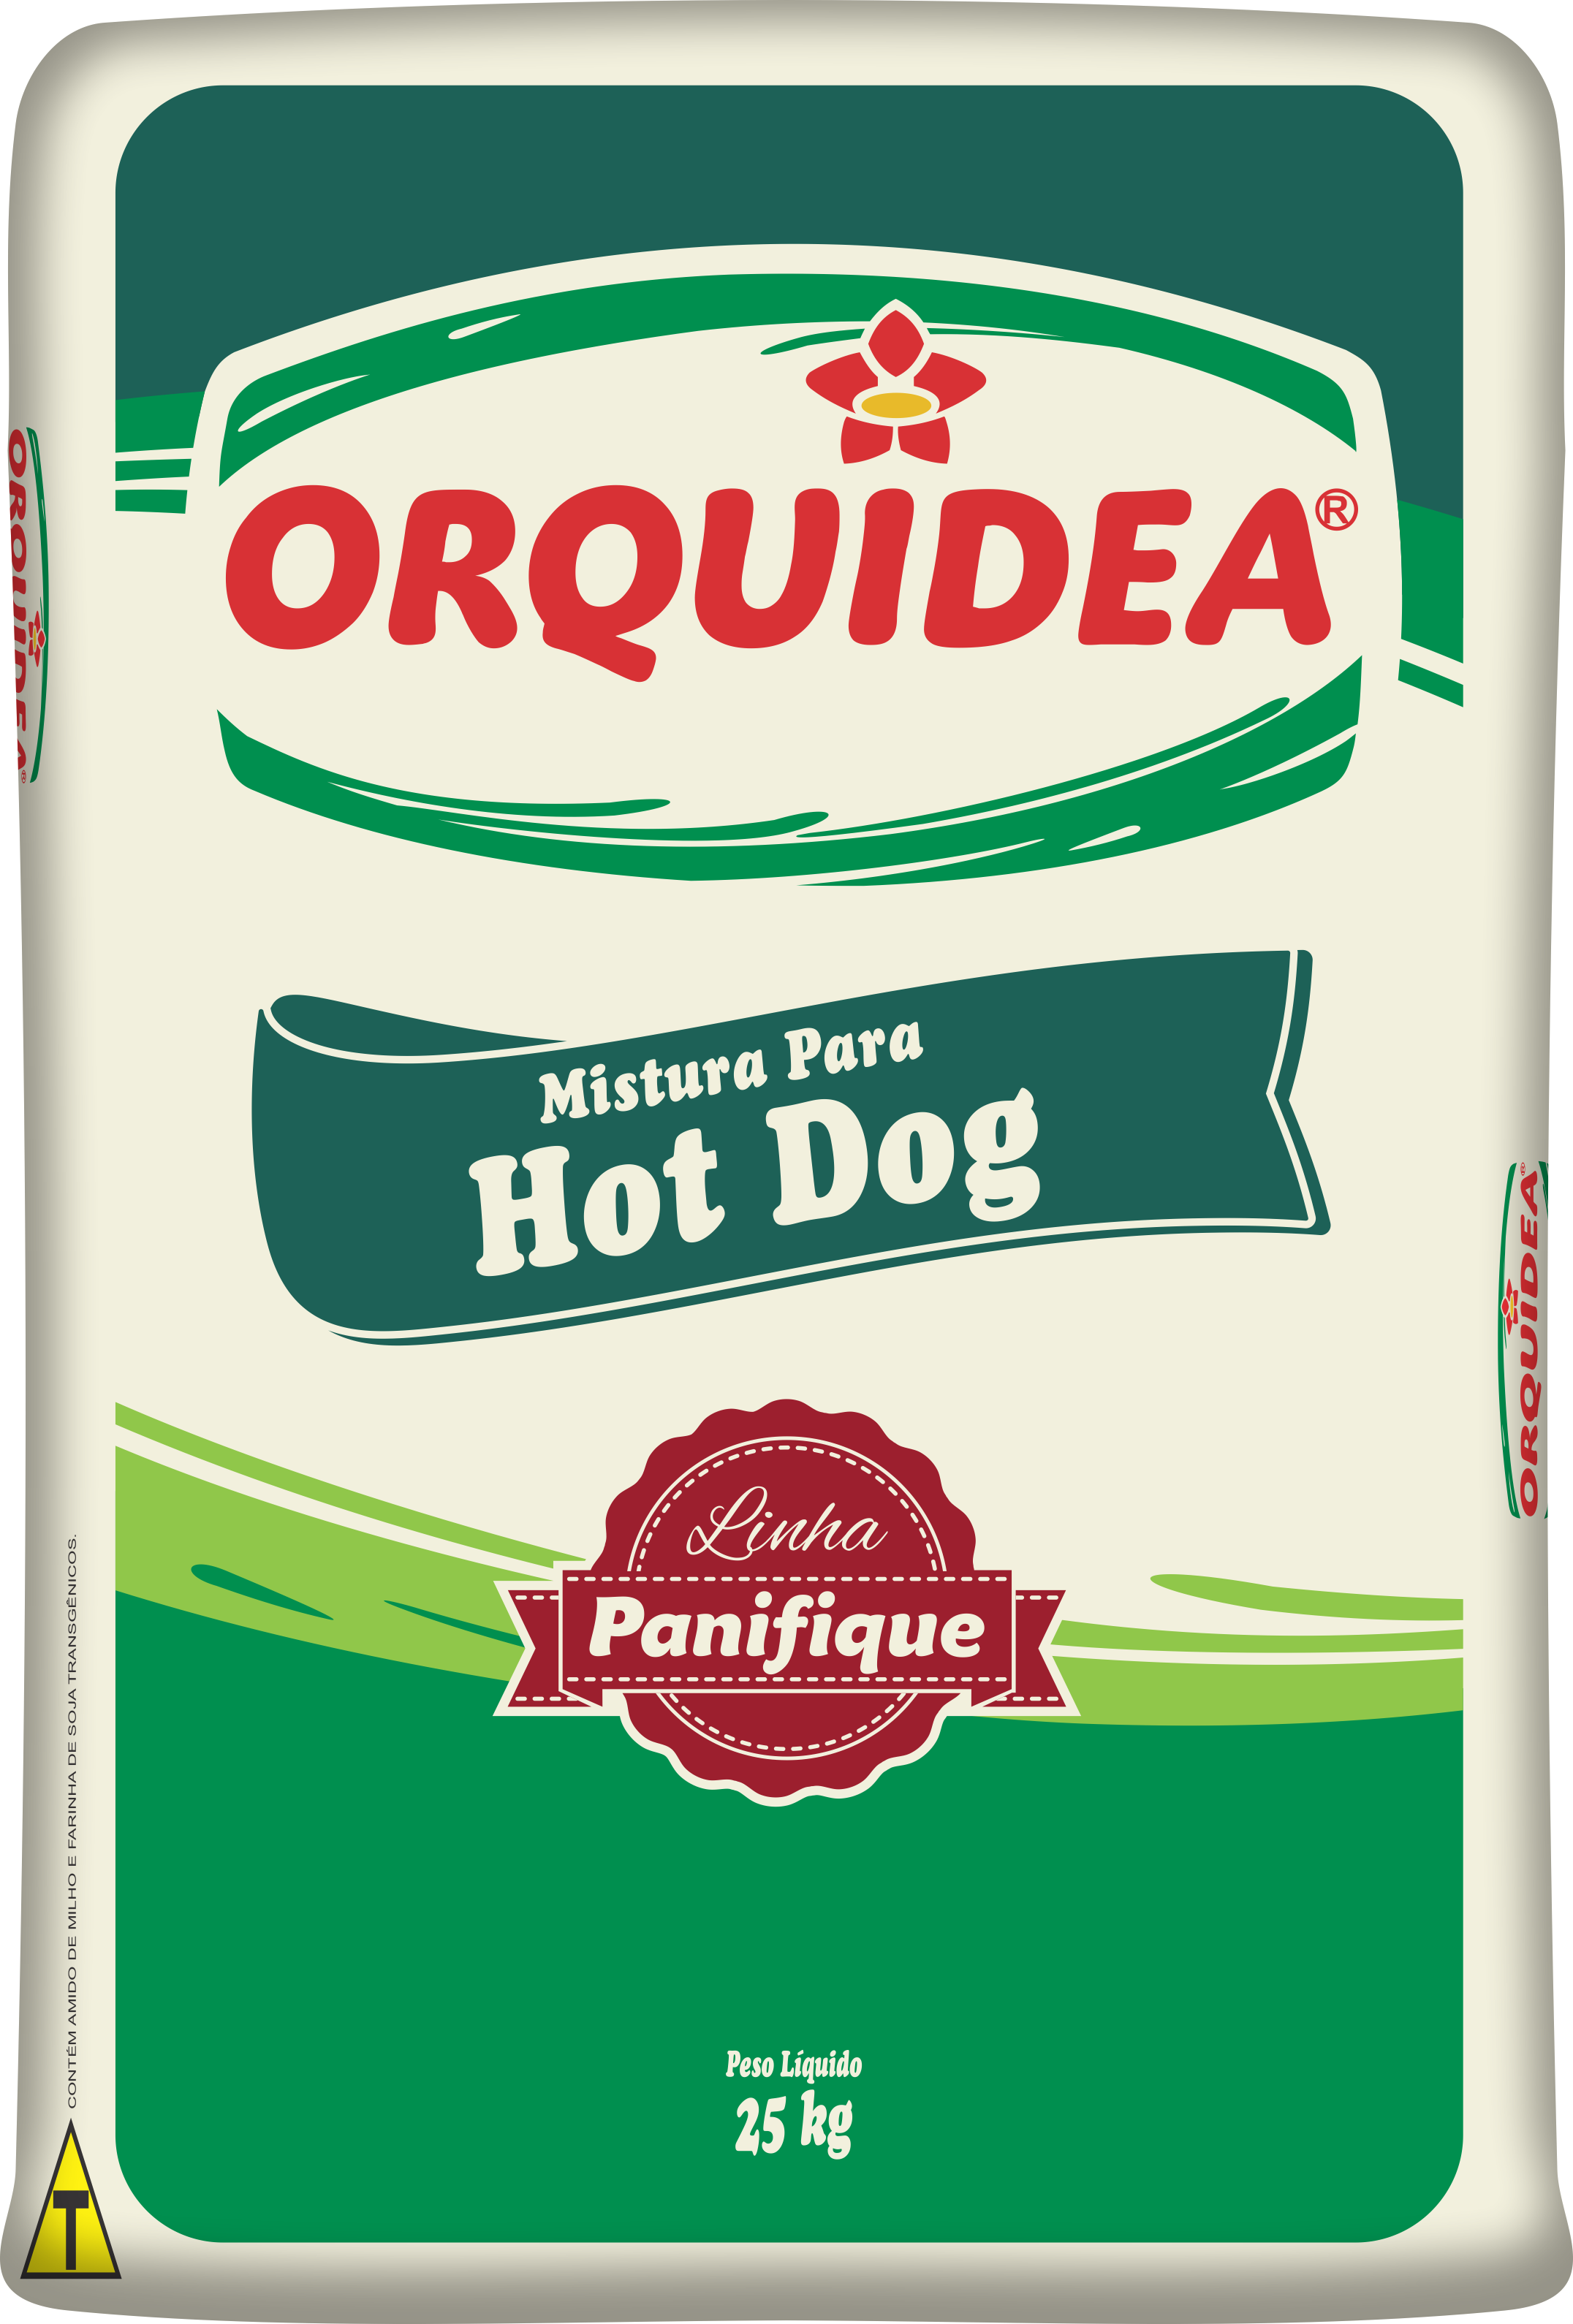 ORQUIDEA®
Mistura Para
Hot Dog
Linha
Panifique
Peso Líquido
25 kg
CONTÉM AMIDO DE MILHO E FARINHA DE SOJA TRANSGÊNICOS.
T
ORQUIDEA®
ORQUIDEA®